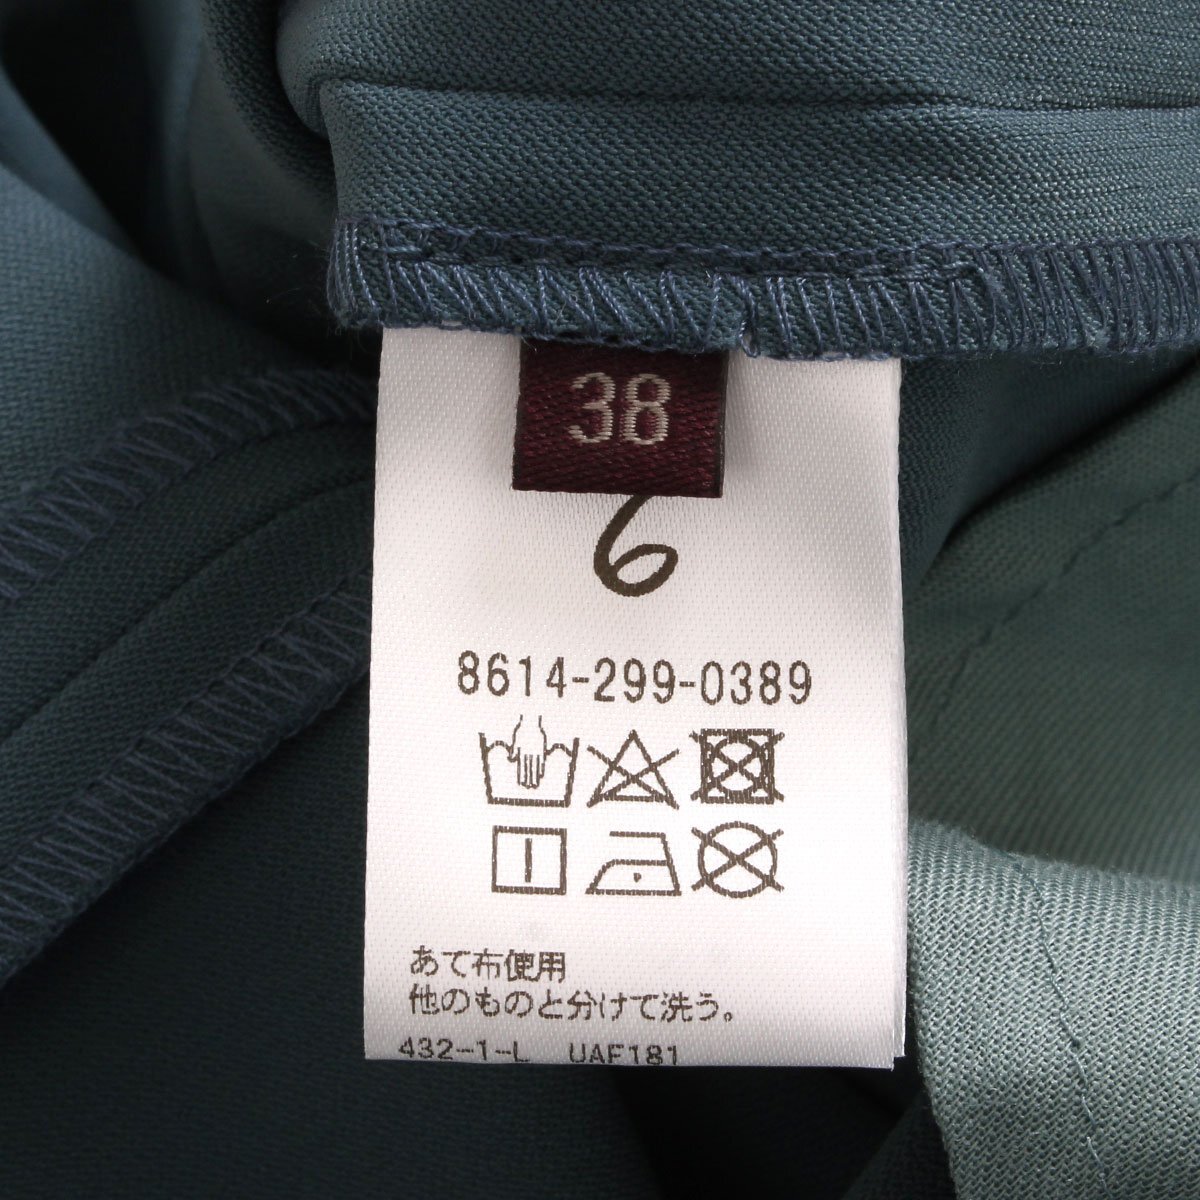 38
6
8614-299-0389
あて布使用
他のものと分けて洗う。
432-1-L UAF181